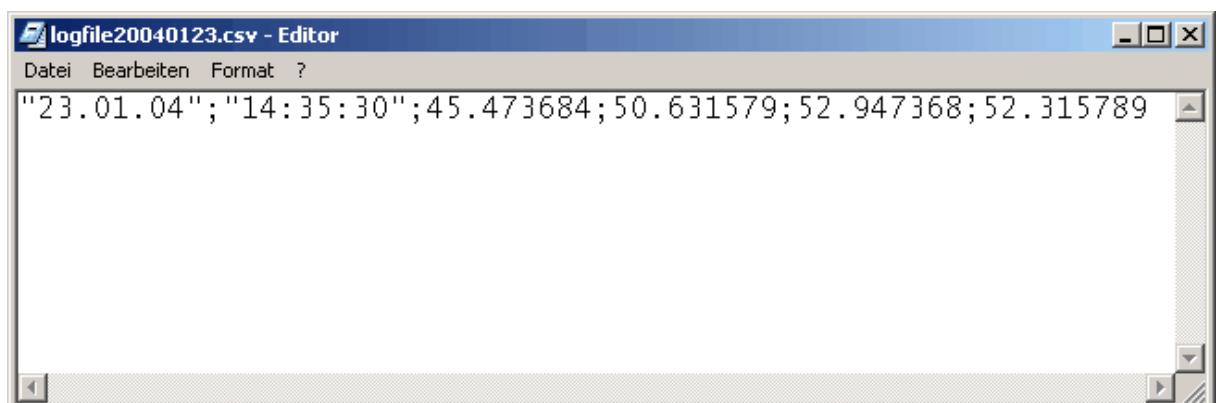 logfile20040123.csv - Editor
Datei Bearbeiten Format ?
"23.01.04";"14:35:30";45.473684;50.631579;52.947368;52.315789